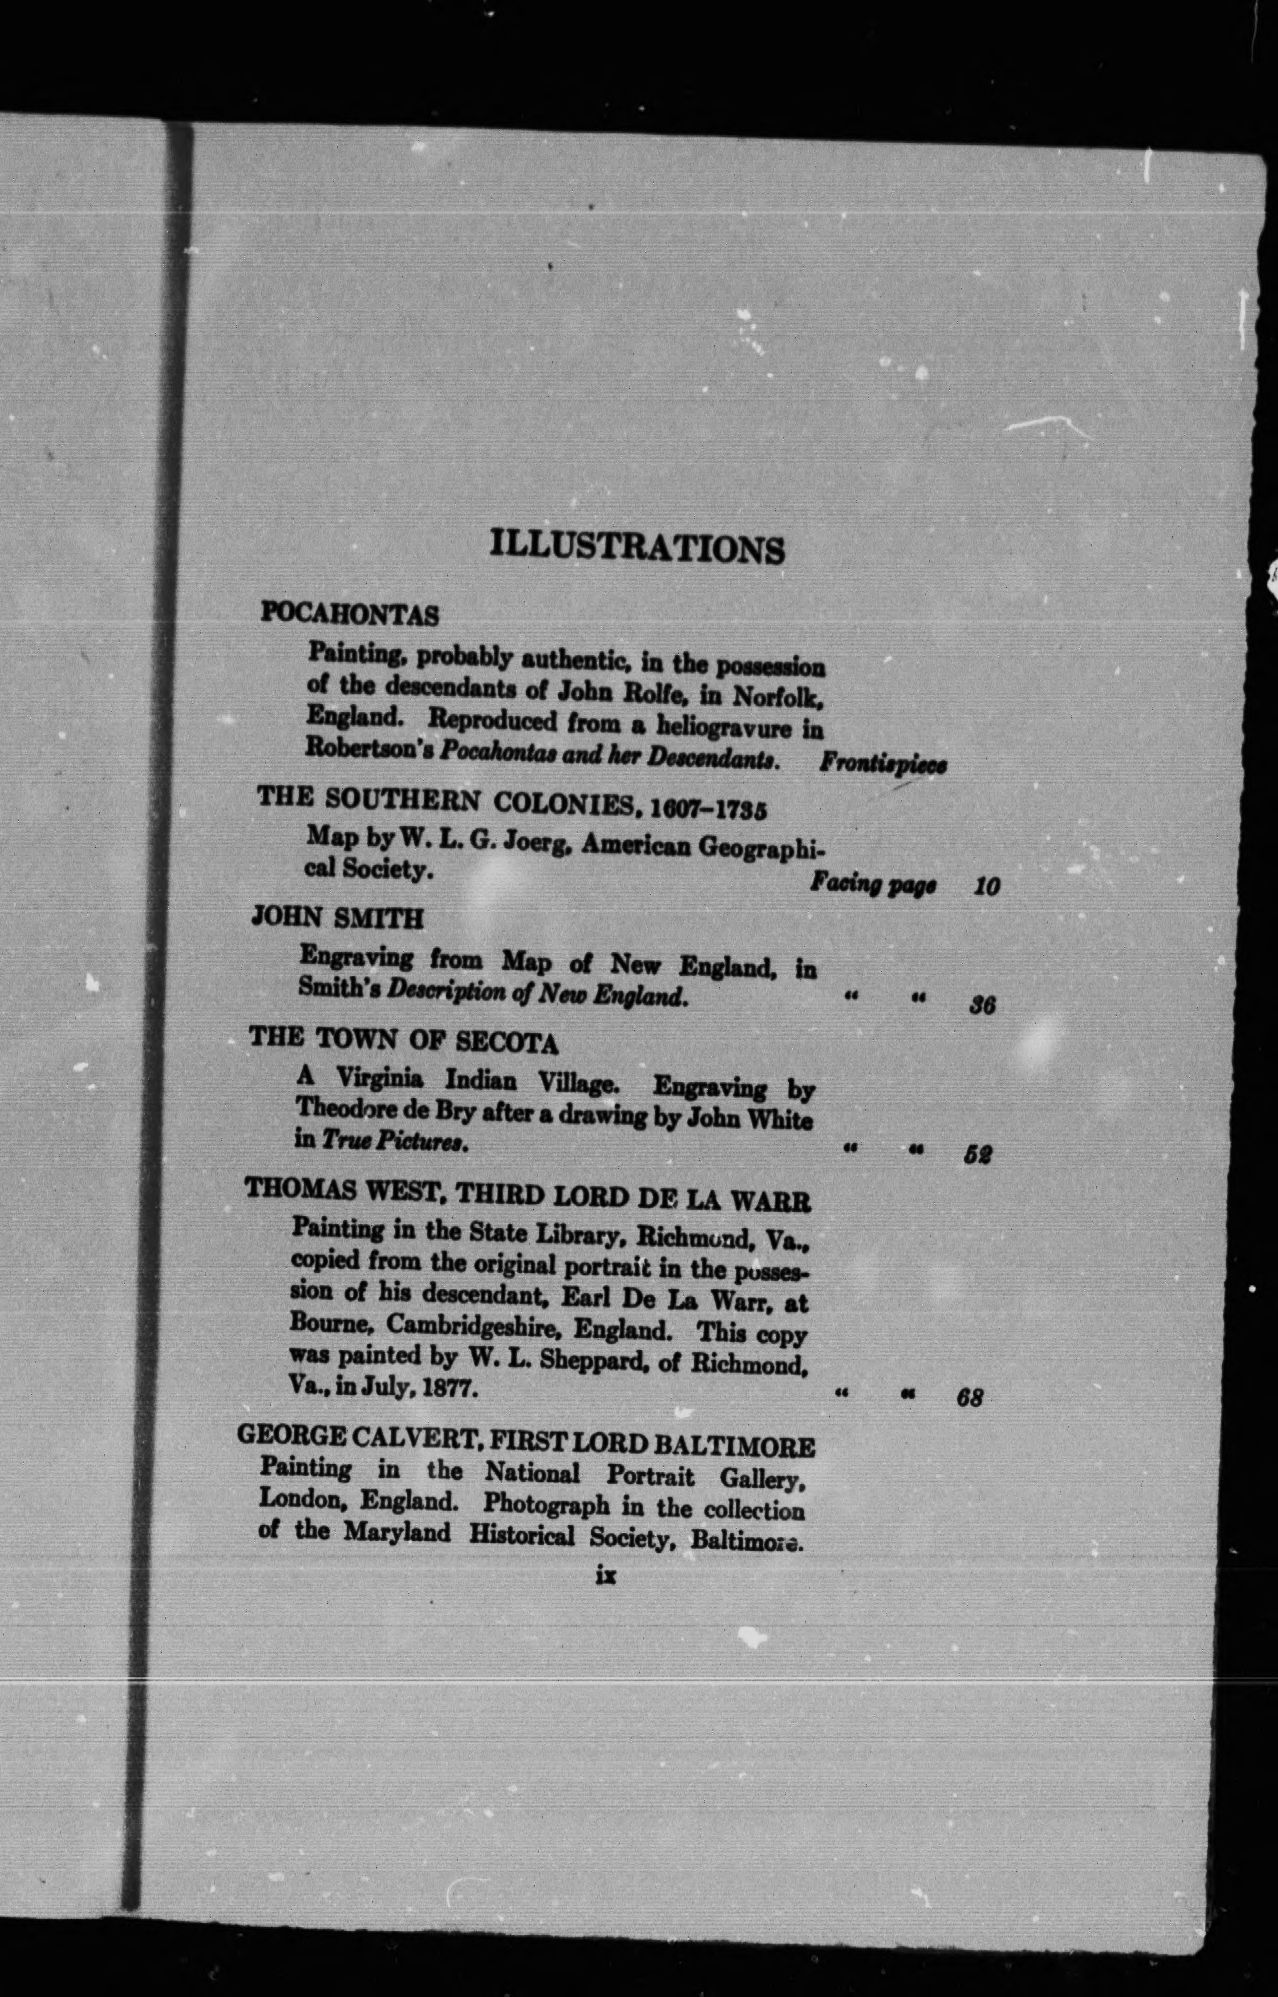 ILLUSTRATIONS
POCAHONTAS
Painting, probably authentic, in the possession
of the descendants of John Rolfe, in Norfolk,
England. Reproduced from a heliogravure in
Robertson's Pocahontas and her Descendants. Frontispiece
THE SOUTHERN COLONIES, 1607-1735
Map by W. L. G. Joerg, American Geographi-
cal Society. Facing page 10
JOHN SMITH
Engraving from Map of New England, in
Smith's Description of New England. “ “ 36
THE TOWN OF SECOTA
A Virginia Indian Village. Engraving by
Theodore de Bry after a drawing by John White
in True Pictures. “ “ 52
THOMAS WEST, THIRD LORD DE LA WARR
Painting in the State Library, Richmond, Va.,
copied from the original portrait in the posses-
sion of his descendant, Earl De La Warr, at
Bourne, Cambridgeshire, England. This copy
was painted by W. L. Sheppard, of Richmond,
Va., in July, 1877. “ “ 68
GEORGE CALVERT, FIRST LORD BALTIMORE
Painting in the National Portrait Gallery,
London, England. Photograph in the collection
of the Maryland Historical Society, Baltimore.
ix